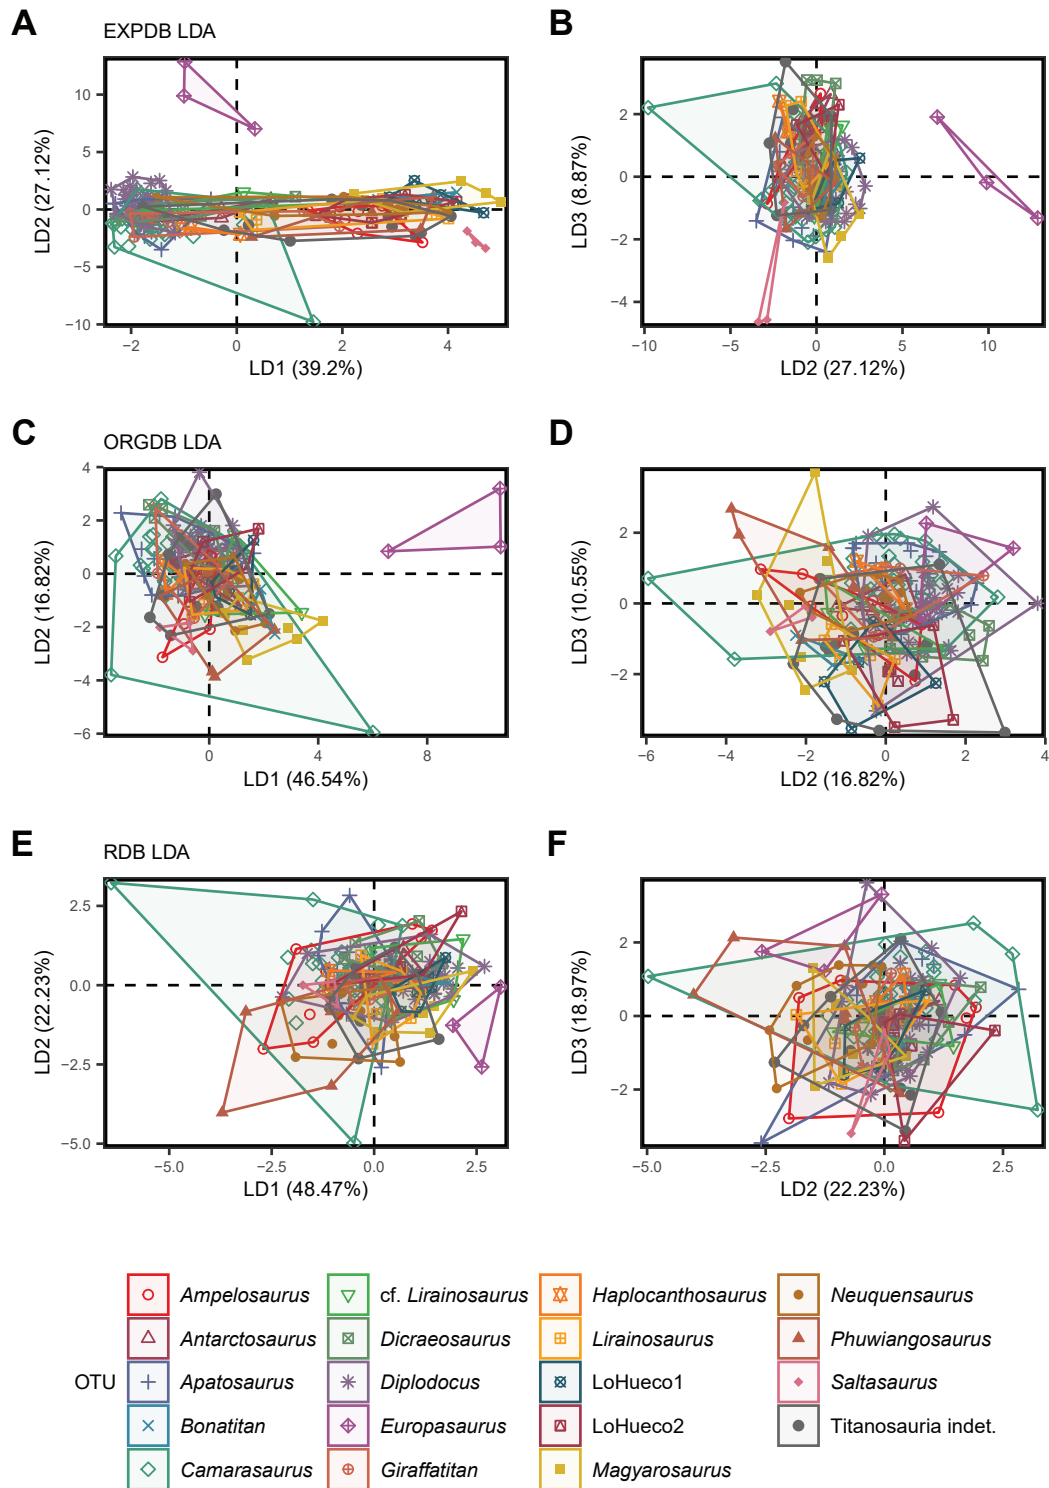 A
EXPDB LDA
10
5
0
−5
−10
LD2 (27.12%)
−2
0
2
4
LD1 (39.2%)
B
2
0
−2
−4
LD3 (8.87%)
−10
−5
0
5
10
LD2 (27.12%)
C
ORGDB LDA
4
2
0
−2
−4
−6
LD2 (16.82%)
0
4
8
LD1 (46.54%)
D
2
0
−2
LD3 (10.55%)
−6
−4
−2
0
2
4
LD2 (16.82%)
E
RDB LDA
2.5
0.0
−2.5
−5.0
LD2 (22.23%)
−5.0
−2.5
0.0
2.5
LD1 (48.47%)
F
2
0
−2
LD3 (18.97%)
−5.0
−2.5
0.0
2.5
LD2 (22.23%)
OTU
Ampelosaurus
Antarctosaurus
Apatosaurus
Bonatitan
Camarasaurus
cf. Lirainosaurus
Dicraeosaurus
Diplodocus
Europasaurus
Giraffatitan
Haplocanthosaurus
Lirainosaurus
LoHueco1
LoHueco2
Magyarosaurus
Neuquensaurus
Phuwiangosaurus
Saltasaurus
Titanosauria indet.